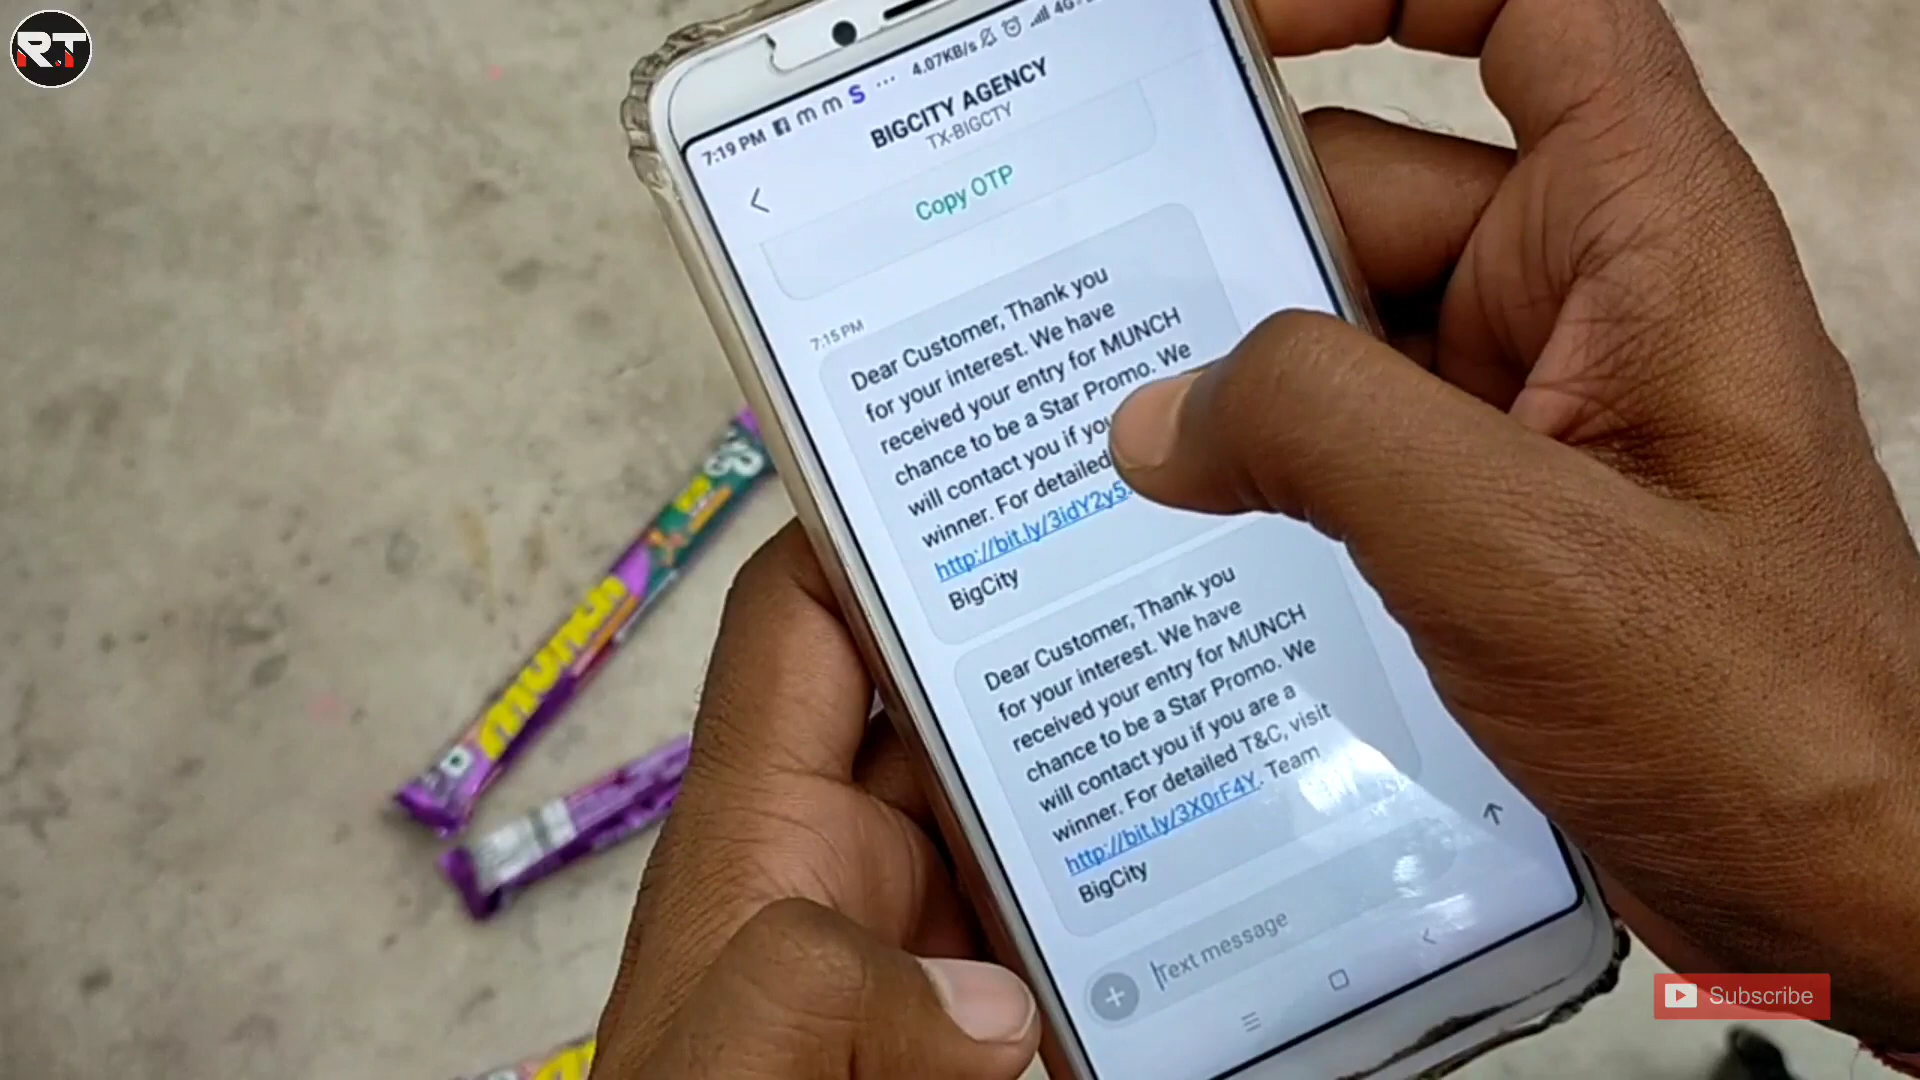 R.T
7:19 PM
4.07KB/s
4G
BIGCITY AGENCY
TX-BIGCTY
Copy OTP
7:15 PM
Dear Customer, Thank you
for your interest. We have
received your entry for MUNCH
chance to be a Star Promo. We
will contact you if you
winner. For detailed
http://bit.ly/3idY2y5
BigCity
Dear Customer, Thank you
for your interest. We have
received your entry for MUNCH
chance to be a Star Promo. We
will contact you if you are a
winner. For detailed T&C, visit
http://bit.ly/3X0rF4Y. Team
BigCity
Text message
munch
Subscribe